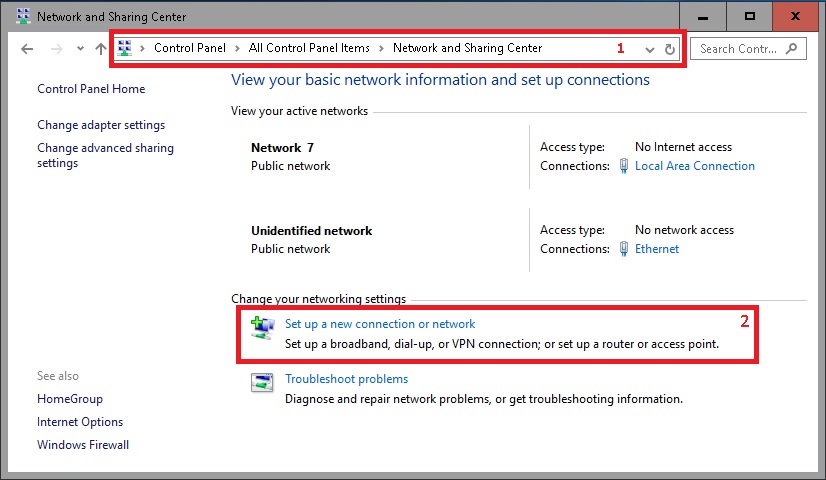 Network and Sharing Center
Control Panel > All Control Panel Items > Network and Sharing Center 1
Search Contr...
Control Panel Home
Change adapter settings
Change advanced sharing
settings
View your basic network information and set up connections
View your active networks
Network 7
Public network
Access type: No Internet access
Connections: Local Area Connection
Unidentified network
Public network
Access type: No network access
Connections: Ethernet
Change your networking settings
Set up a new connection or network 2
Set up a broadband, dial-up, or VPN connection; or set up a router or access point.
Troubleshoot problems
Diagnose and repair network problems, or get troubleshooting information.
See also
HomeGroup
Internet Options
Windows Firewall